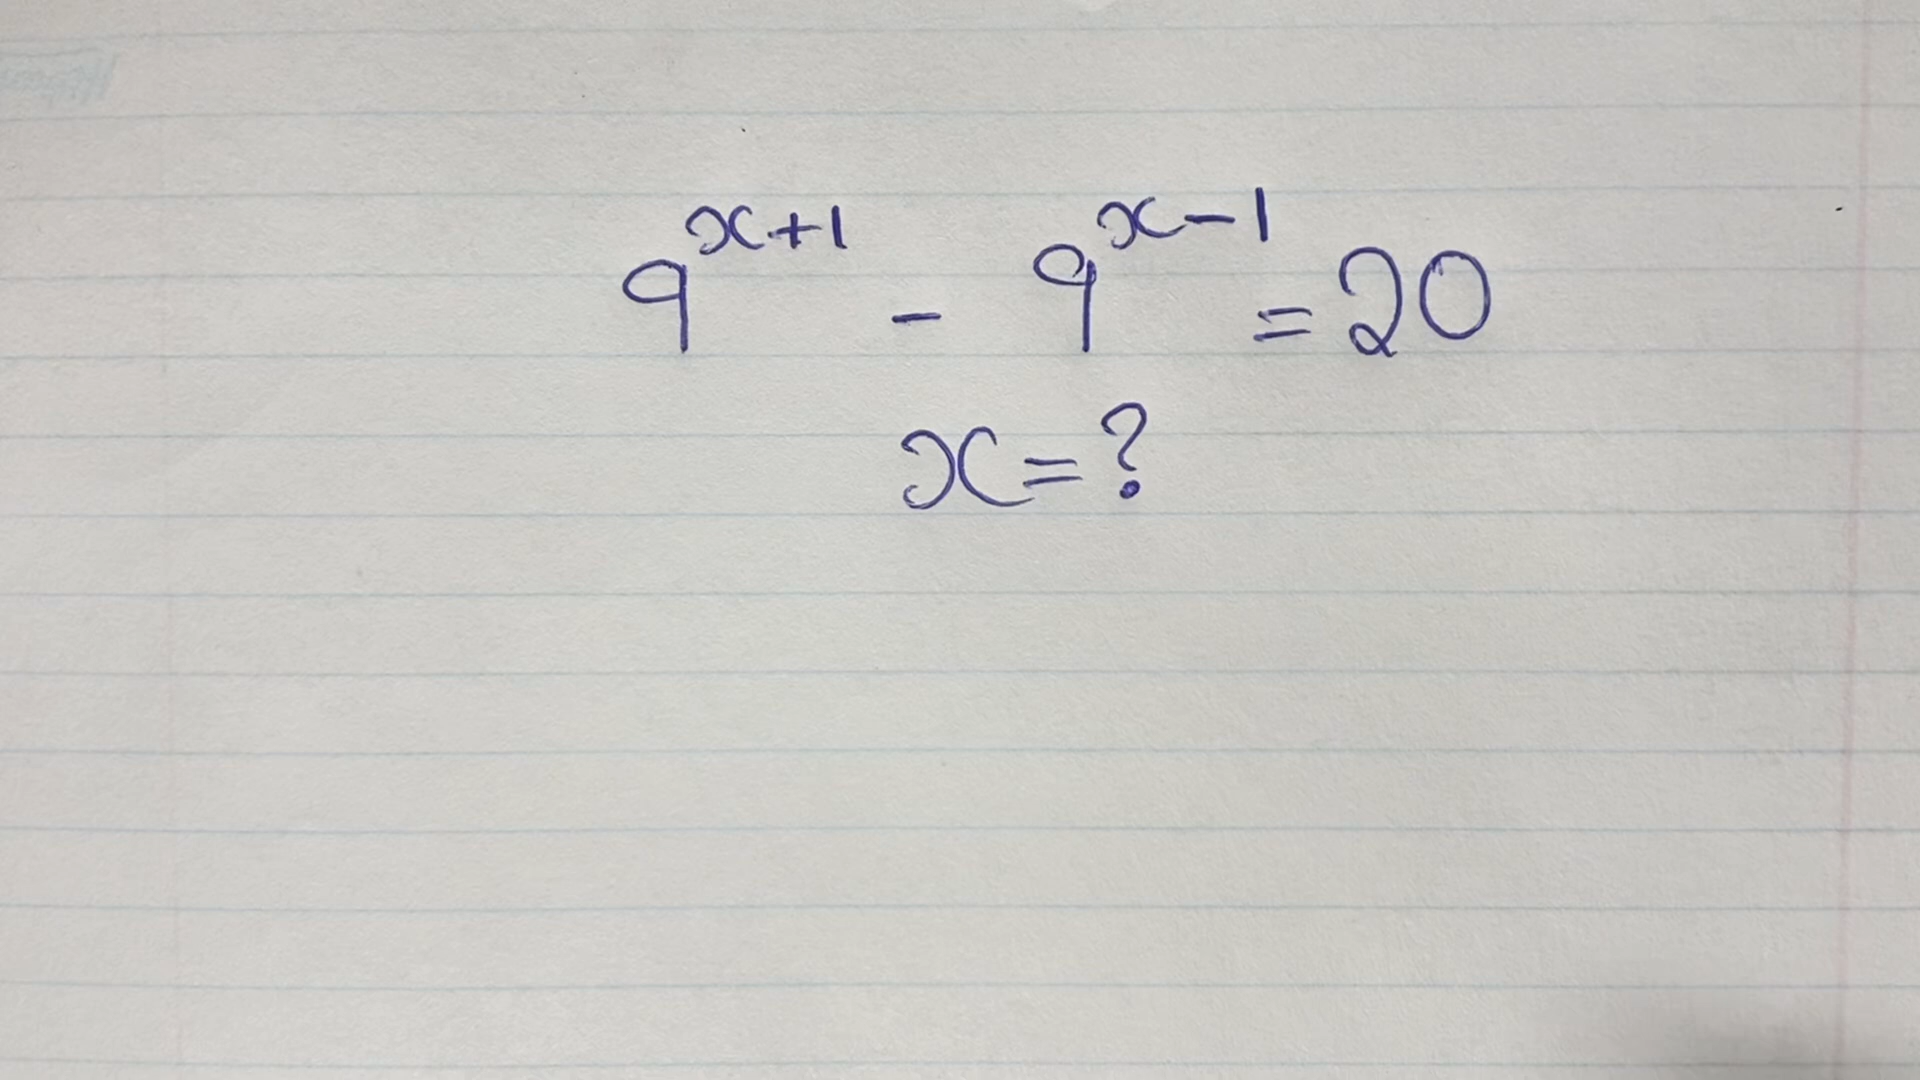 9^{x+1} - 9^{x-1} = 20
x = ?